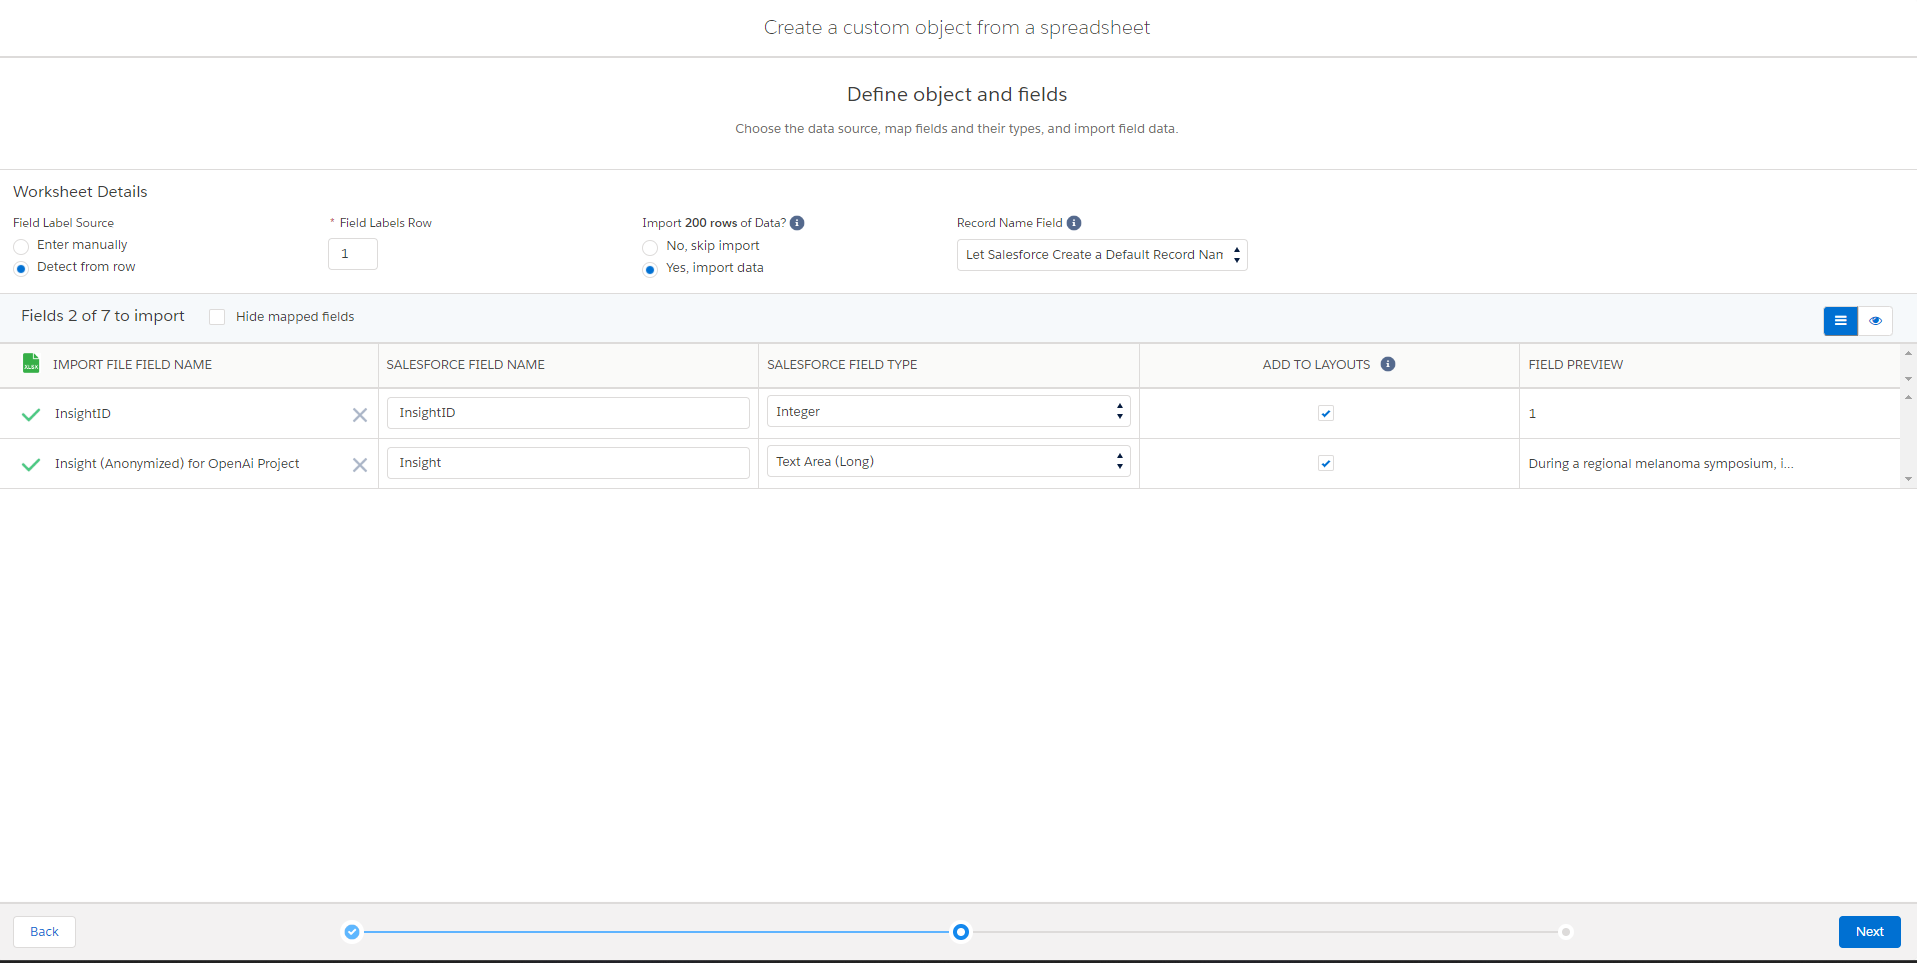 Create a custom object from a spreadsheet
Define object and fields
Choose the data source, map fields and their types, and import field data.
Worksheet Details
Field Label Source
Enter manually
Detect from row
* Field Labels Row
1
Import 200 rows of Data? i
No, skip import
Yes, import data
Record Name Field i
Let Salesforce Create a Default Record Nan
Fields 2 of 7 to import
Hide mapped fields
XLSX IMPORT FILE FIELD NAME
SALESFORCE FIELD NAME
SALESFORCE FIELD TYPE
ADD TO LAYOUTS i
FIELD PREVIEW
InsightID
InsightID
Integer
1
Insight (Anonymized) for OpenAi Project
Insight
Text Area (Long)
During a regional melanoma symposium, i...
Back
Next